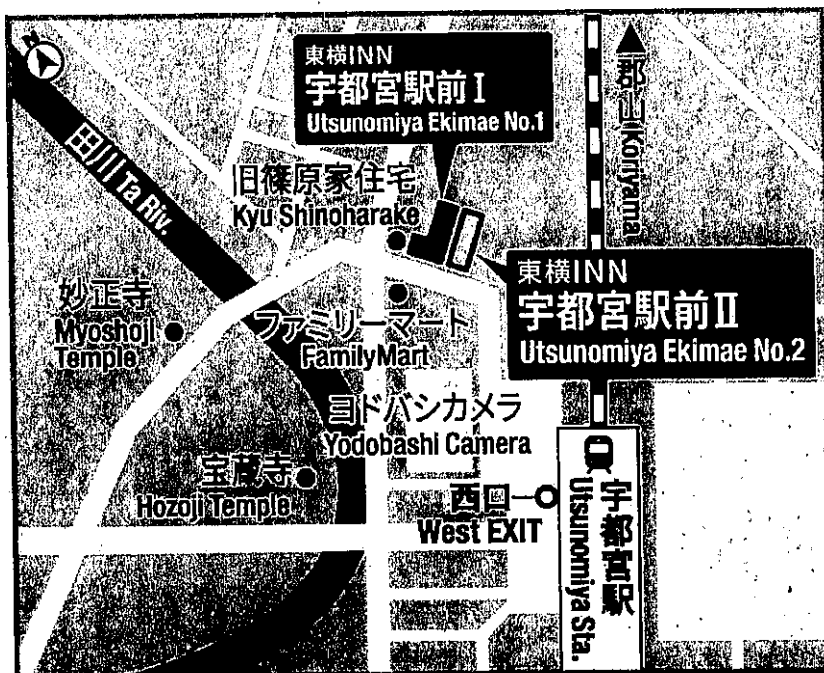 N
東横INN
宇都宮駅前Ⅰ
Utsunomiya Ekimae No.1
▲郡山 Koriyama
田川 Ta Riv.
旧篠原家住宅
Kyu Shinoharake
東横INN
宇都宮駅前Ⅱ
Utsunomiya Ekimae No.2
妙正寺
Myoshoji
Temple
ファミリーマート
FamilyMart
ヨドバシカメラ
Yodobashi Camera
宝蔵寺
Hozoji Temple
西口
West EXIT
宇都宮駅
Utsunomiya Sta.